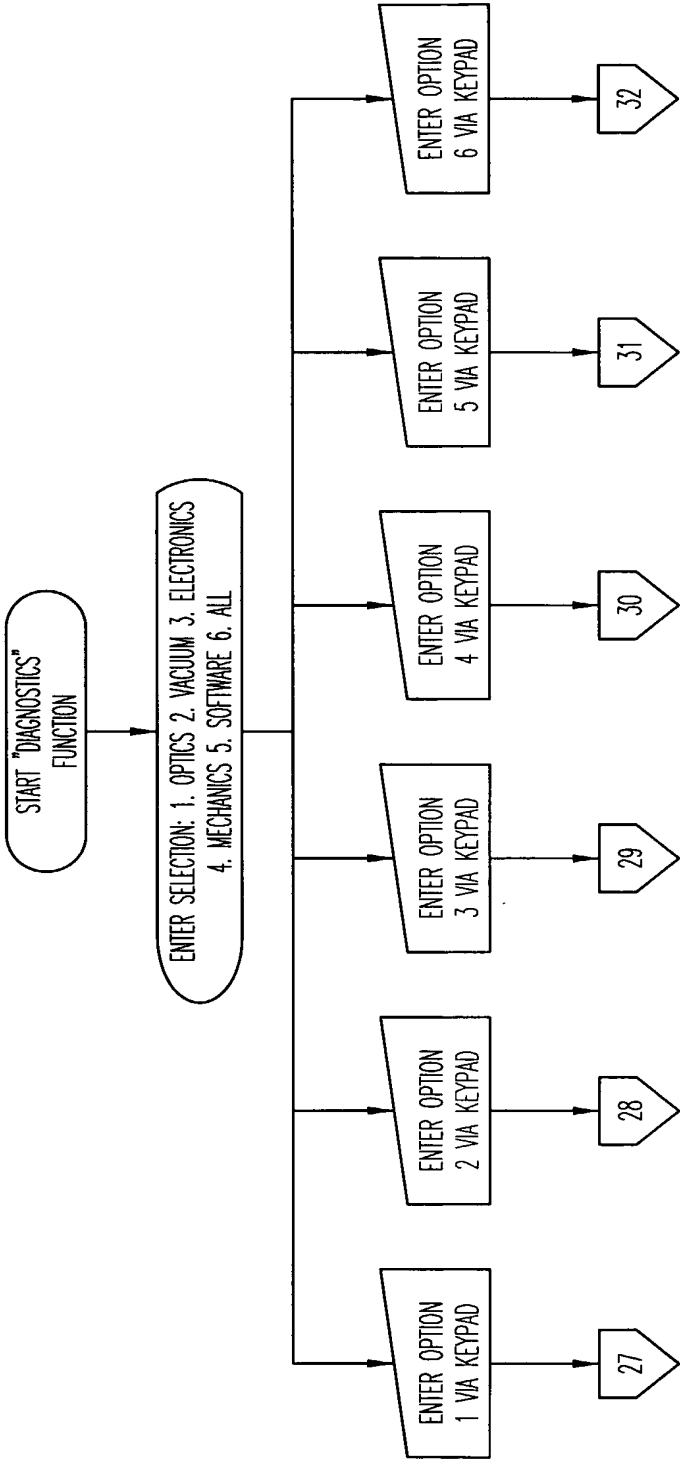 START "DIAGNOSTICS"
FUNCTION
ENTER SELECTION: 1. OPTICS 2. VACUUM 3. ELECTRONICS
4. MECHANICS 5. SOFTWARE 6. ALL
ENTER OPTION
1 VIA KEYPAD
ENTER OPTION
2 VIA KEYPAD
ENTER OPTION
3 VIA KEYPAD
ENTER OPTION
4 VIA KEYPAD
ENTER OPTION
5 VIA KEYPAD
ENTER OPTION
6 VIA KEYPAD
27
28
29
30
31
32